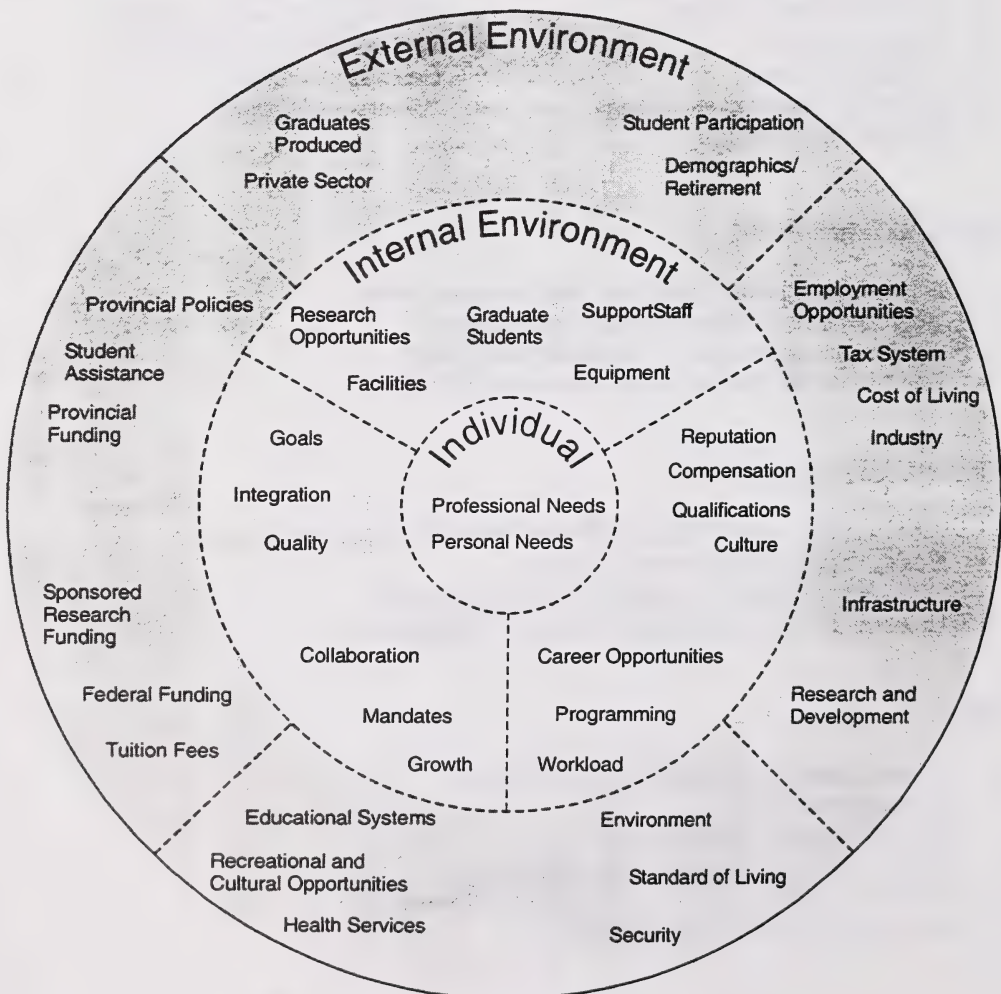 External Environment
Graduates
Produced
Private Sector
Student Participation
Demographics/
Retirement
Internal Environment
Research
Opportunities
Graduate
Students
SupportStaff
Facilities
Equipment
Provincial Policies
Student
Assistance
Provincial
Funding
Employment
Opportunities
Tax System
Cost of Living
Industry
Goals
Integration
Quality
Individual
Professional Needs
Personal Needs
Reputation
Compensation
Qualifications
Culture
Sponsored
Research
Funding
Federal Funding
Tuition Fees
Infrastructure
Research and
Development
Collaboration
Mandates
Growth
Career Opportunities
Programming
Workload
Educational Systems
Recreational and
Cultural Opportunities
Health Services
Environment
Standard of Living
Security